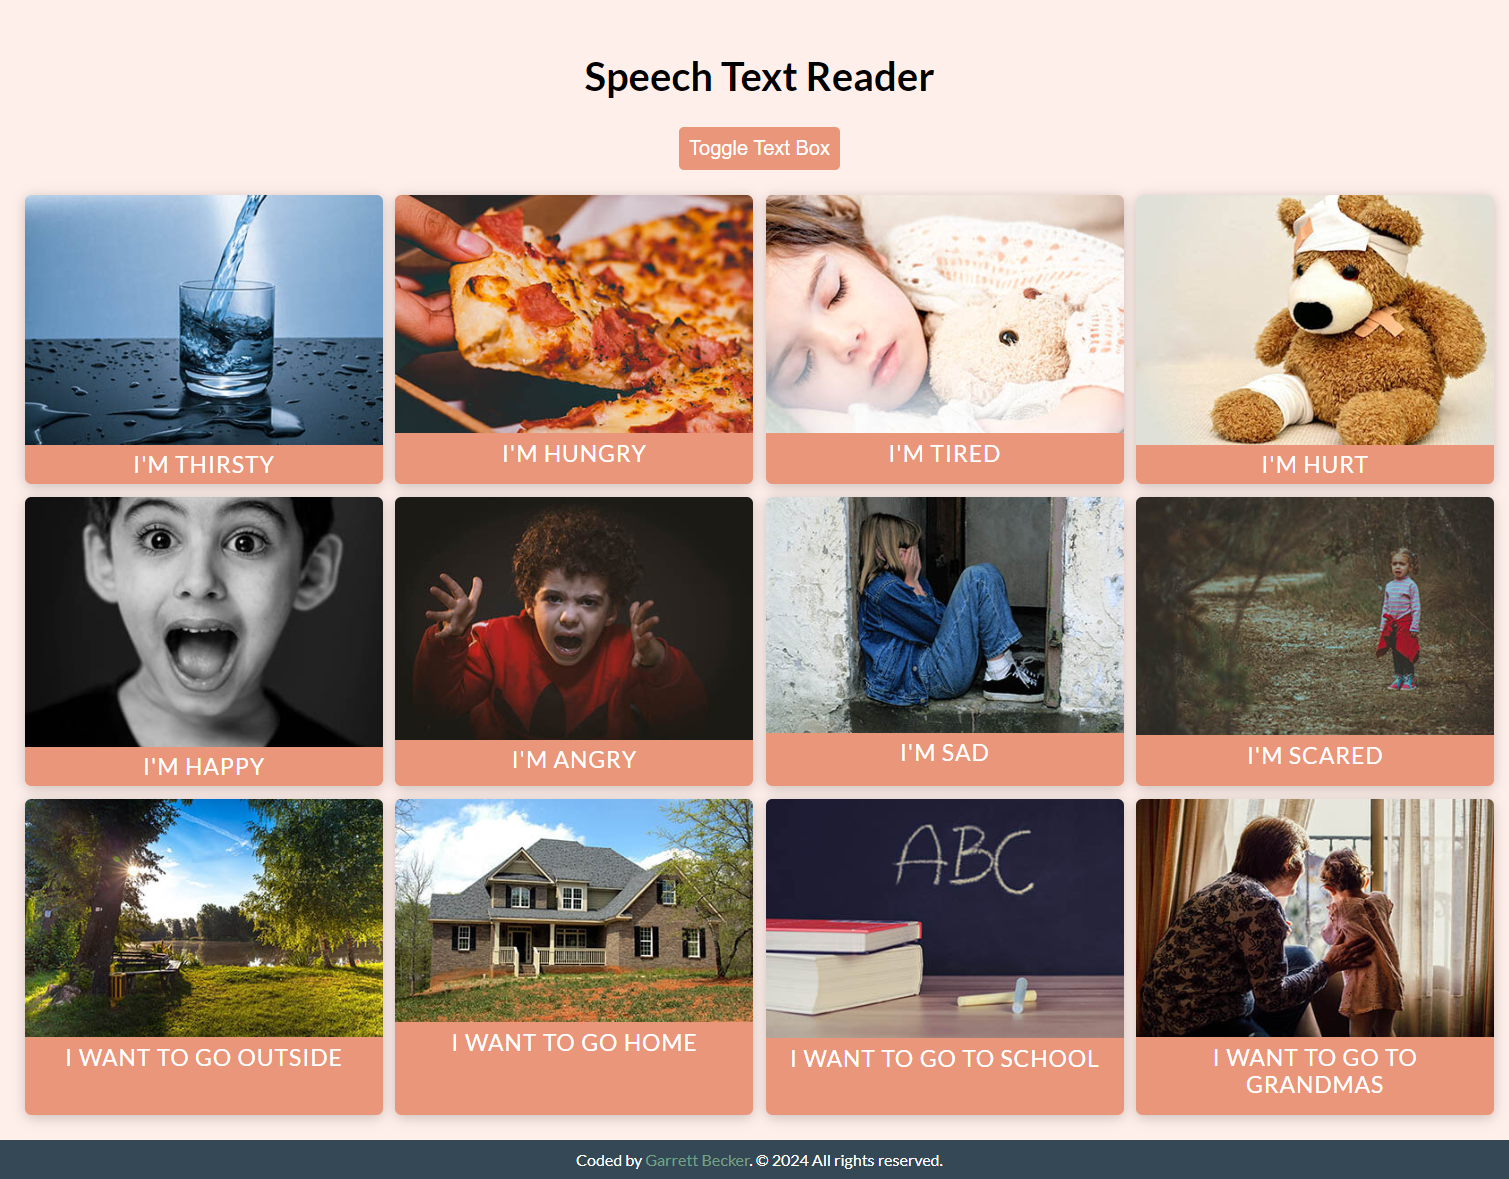 Speech Text Reader
Toggle Text Box
I'M THIRSTY
I'M HUNGRY
I'M TIRED
I'M HURT
I'M HAPPY
I'M ANGRY
I'M SAD
I'M SCARED
I WANT TO GO OUTSIDE
I WANT TO GO HOME
ABC
I WANT TO GO TO SCHOOL
I WANT TO GO TO
GRANDMAS
Coded by Garrett Becker. © 2024 All rights reserved.